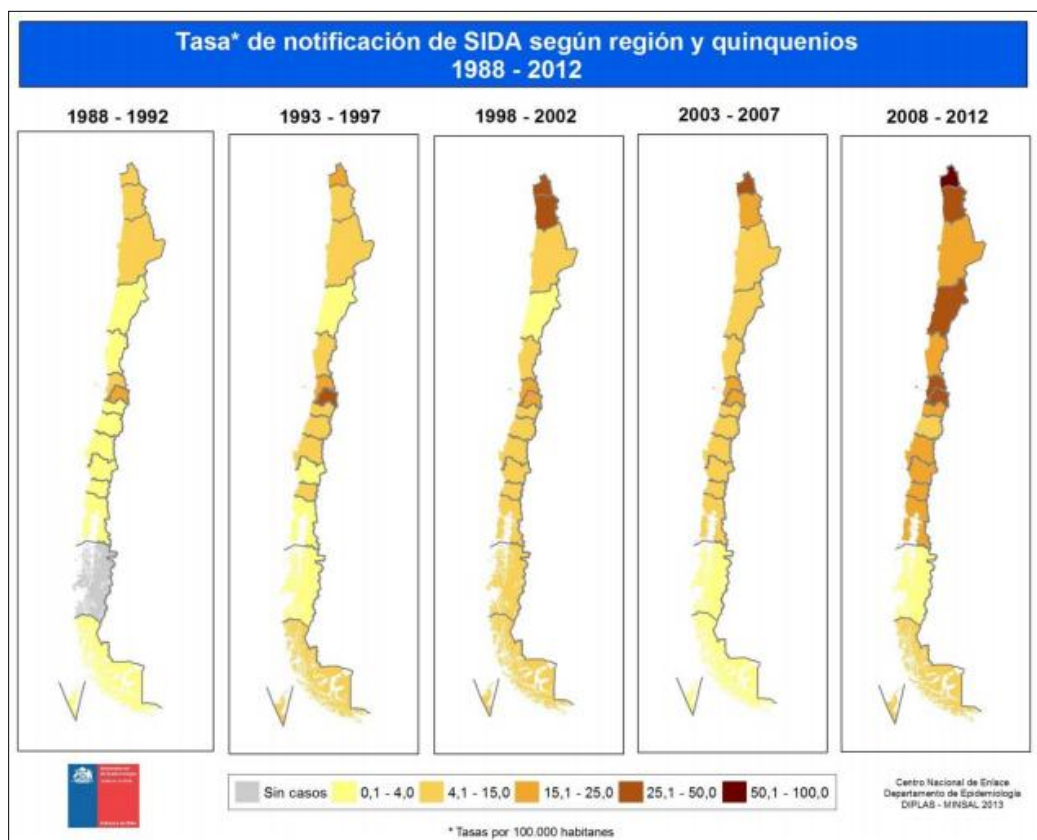 Tasa* de notificación de SIDA según región y quinquenios
1988 - 2012
1988 - 1992
1993 - 1997
1998 - 2002
2003 - 2007
2008 - 2012
Sin casos
0,1 - 4,0
4,1 - 15,0
15,1 - 25,0
25,1 - 50,0
50,1 - 100,0
Centro Nacional de Enlace
Departamento de Epidemiología
DIPLAS - MINSAL 2013
* Tasas por 100.000 habitantes